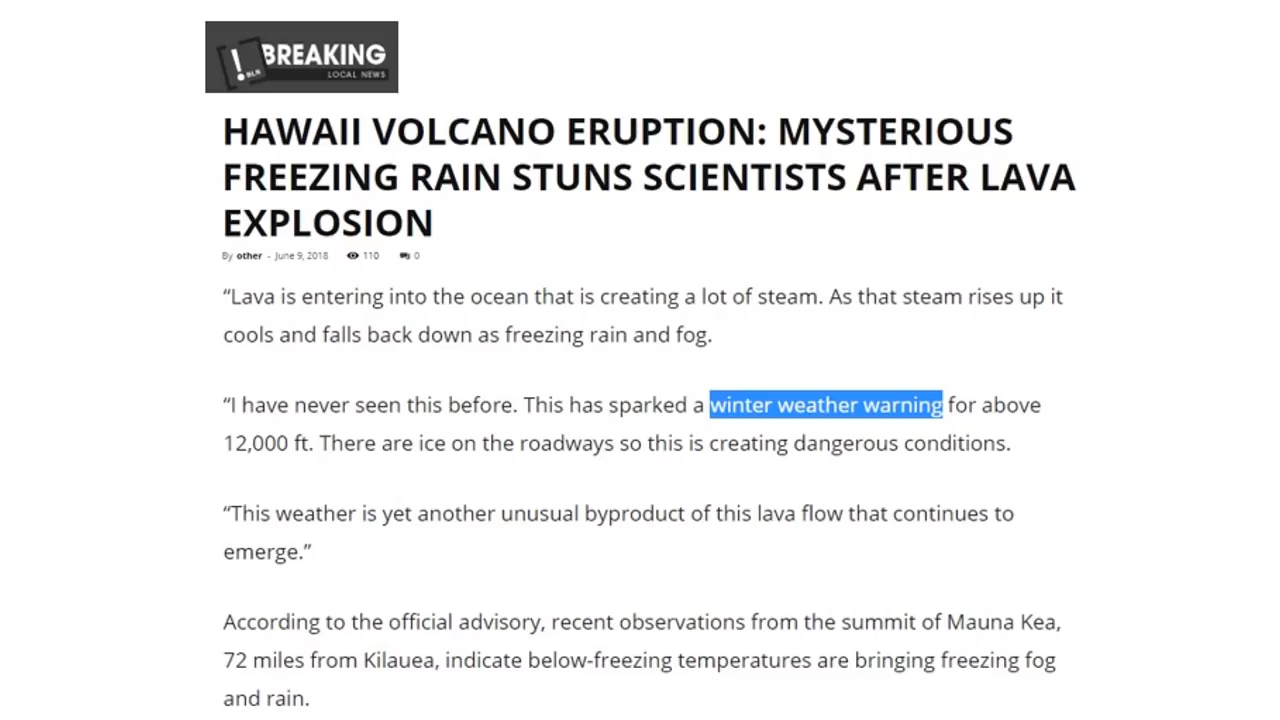 ! BLN BREAKING
LOCAL NEWS
HAWAII VOLCANO ERUPTION: MYSTERIOUS
FREEZING RAIN STUNS SCIENTISTS AFTER LAVA
EXPLOSION
By other - June 9, 2018 110 0
“Lava is entering into the ocean that is creating a lot of steam. As that steam rises up it
cools and falls back down as freezing rain and fog.
“I have never seen this before. This has sparked a winter weather warning for above
12,000 ft. There are ice on the roadways so this is creating dangerous conditions.
“This weather is yet another unusual byproduct of this lava flow that continues to
emerge.”
According to the official advisory, recent observations from the summit of Mauna Kea,
72 miles from Kilauea, indicate below-freezing temperatures are bringing freezing fog
and rain.